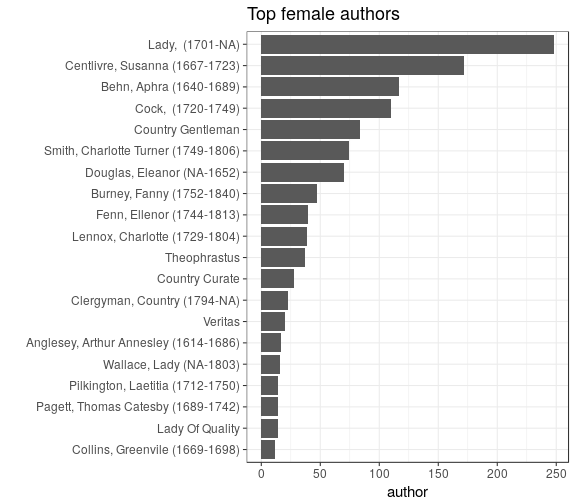 Top female authors
Lady,  (1701-NA)
Centlivre, Susanna (1667-1723)
Behn, Aphra (1640-1689)
Cock,  (1720-1749)
Country Gentleman
Smith, Charlotte Turner (1749-1806)
Douglas, Eleanor (NA-1652)
Burney, Fanny (1752-1840)
Fenn, Ellenor (1744-1813)
Lennox, Charlotte (1729-1804)
Theophrastus
Country Curate
Clergyman, Country (1794-NA)
Veritas
Anglesey, Arthur Annesley (1614-1686)
Wallace, Lady (NA-1803)
Pilkington, Laetitia (1712-1750)
Pagett, Thomas Catesby (1689-1742)
Lady Of Quality
Collins, Greenvile (1669-1698)
0 50 100 150 200 250
author